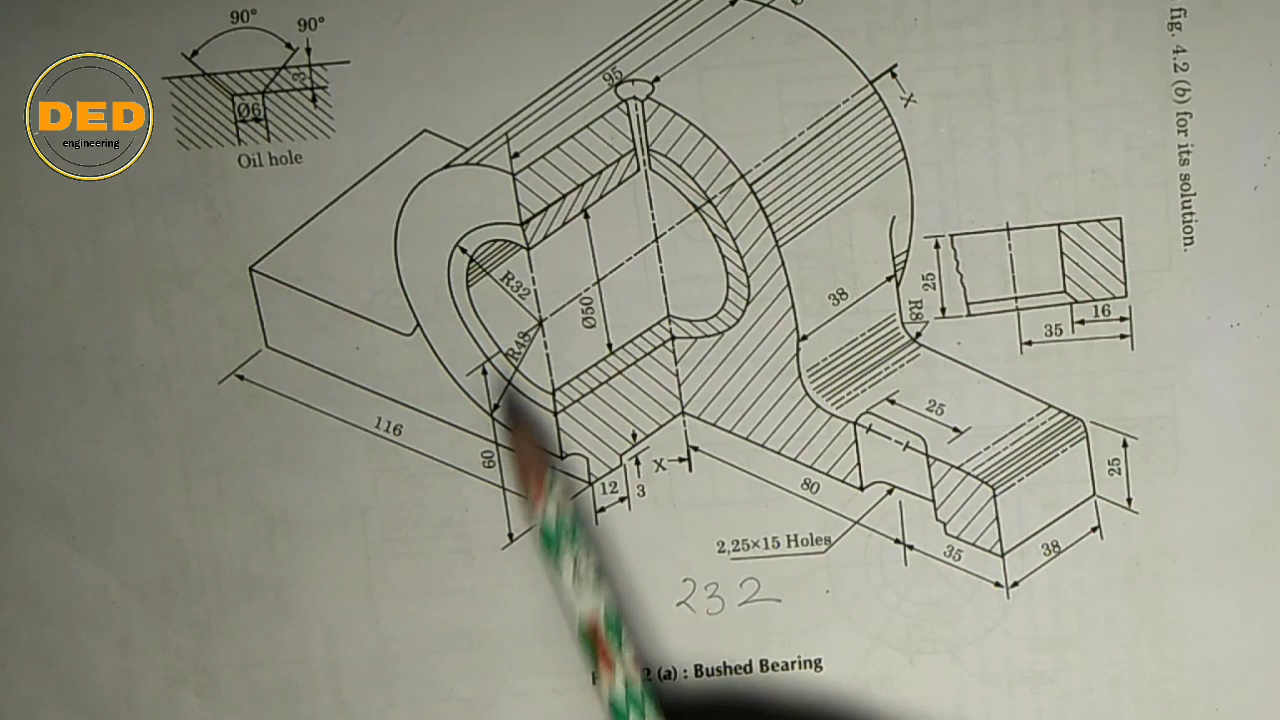 DED
engineering
90°
90°
3
Ø6
Oil hole
95
X
fig. 4.2 (b) for its solution.
R32
Ø50
R48
38
R8
25
16
35
116
60
12
3
X
80
25
25
35
38
2,25×15 Holes
232
2 (a) : Bushed Bearing